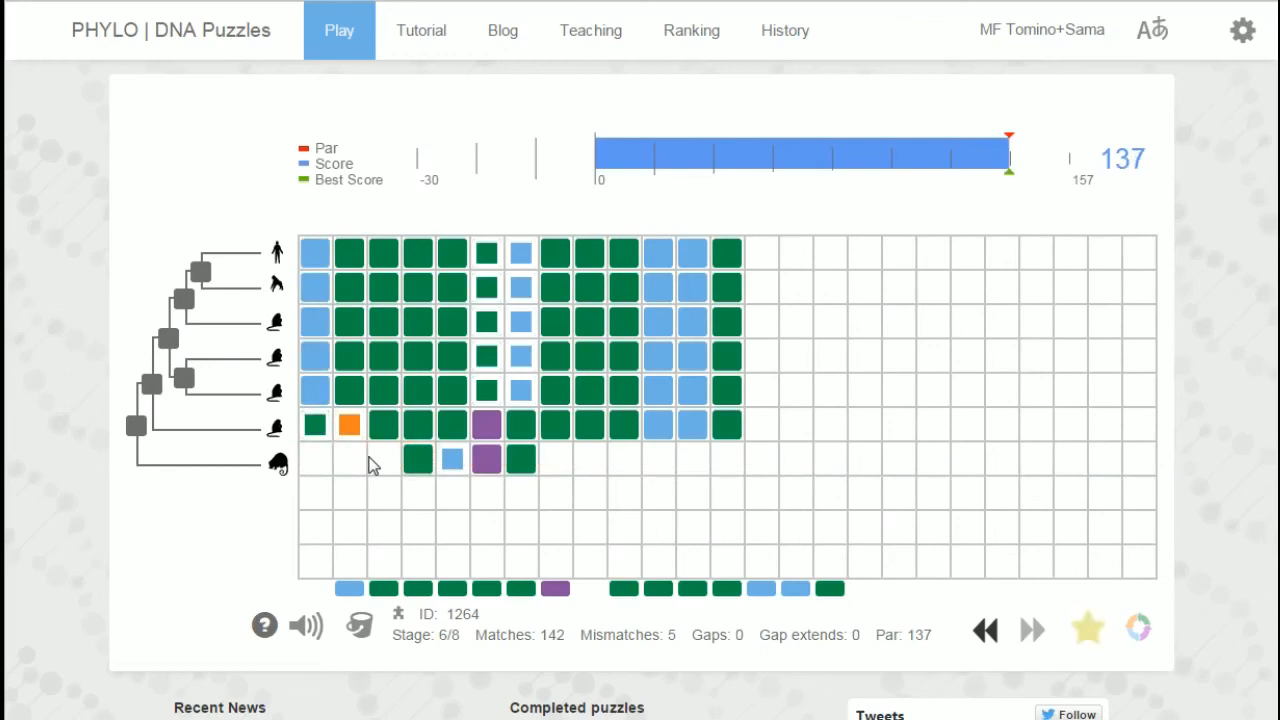 PHYLO | DNA Puzzles Play Tutorial Blog Teaching Ranking History MF Tomino+Sama Aあ
Par
Score
Best Score
-30 0 157 137
ID: 1264
? Stage: 6/8 Matches: 142 Mismatches: 5 Gaps: 0 Gap extends: 0 Par: 137
Recent News Completed puzzles Tweets Follow